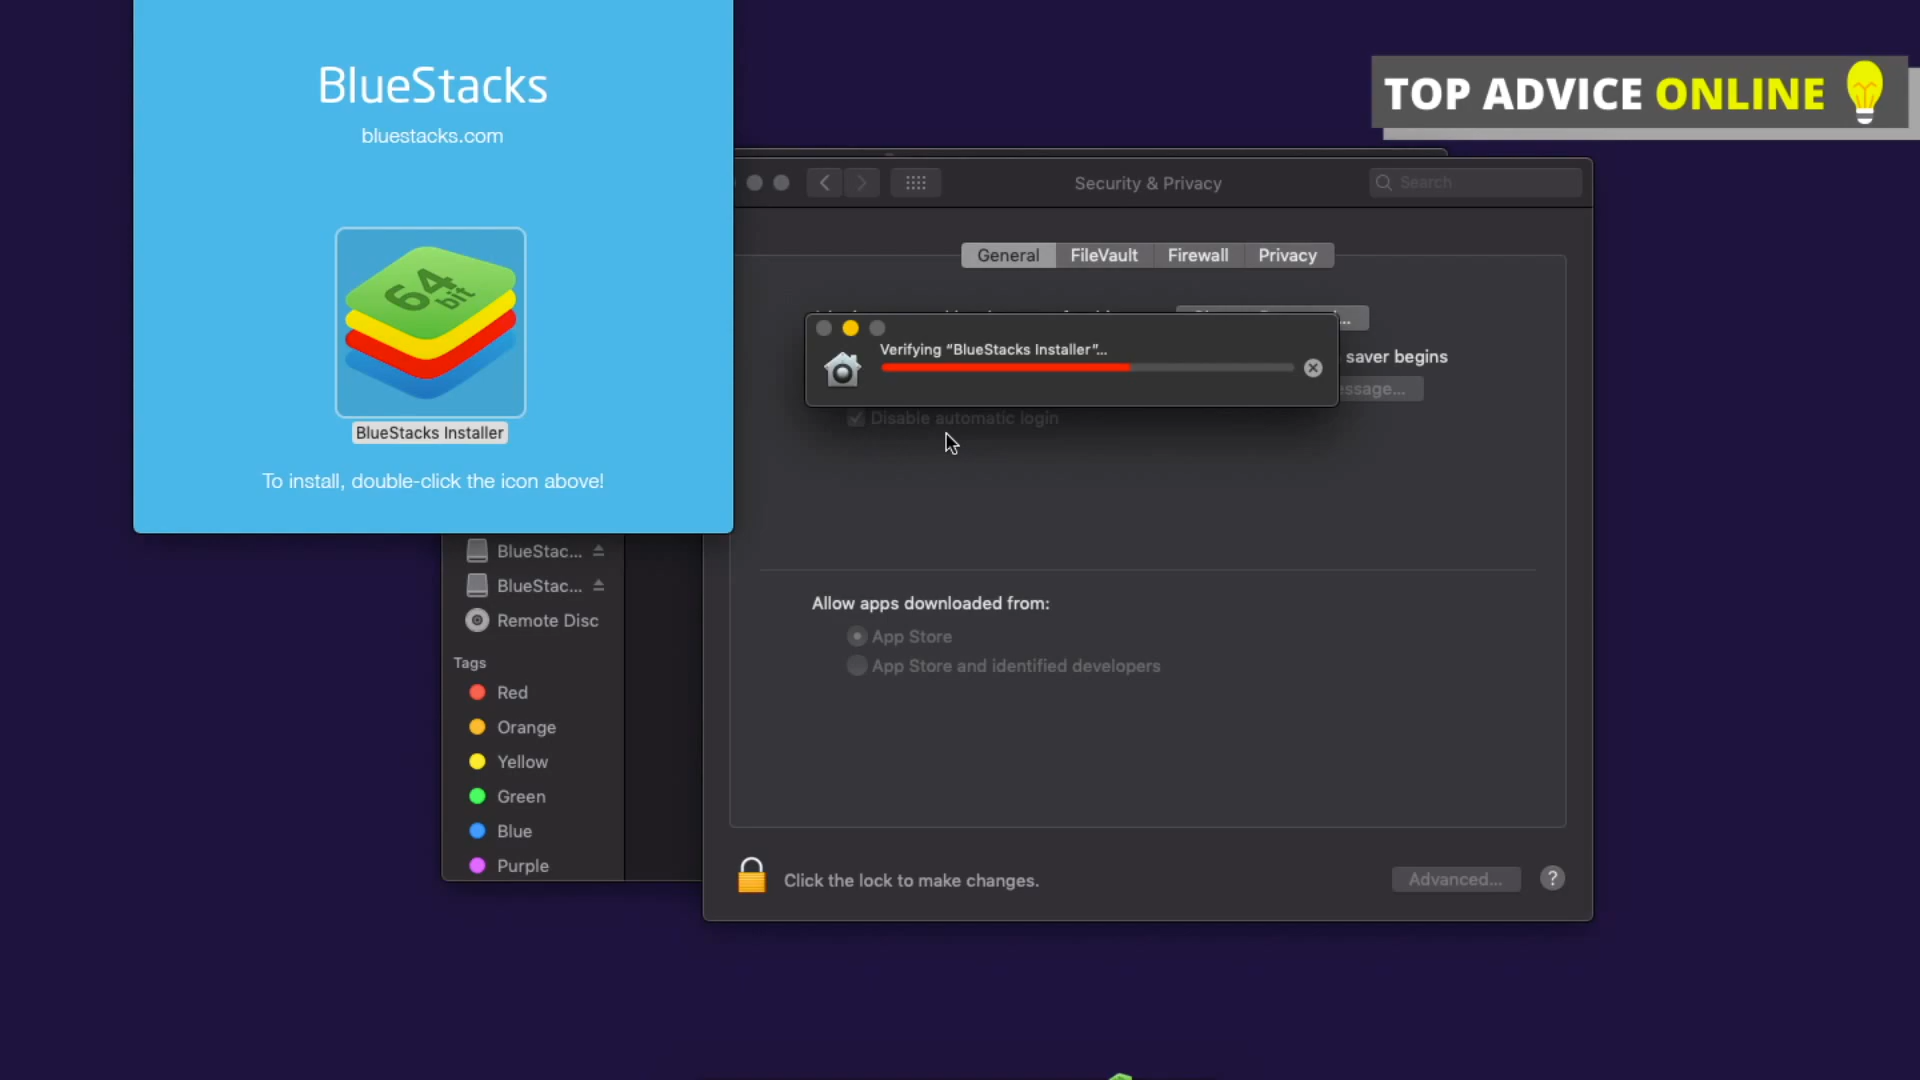 BlueStacks
bluestacks.com
64
bit
BlueStacks Installer
To install, double-click the icon above!
TOP ADVICE ONLINE
Security & Privacy
Search
General
FileVault
Firewall
Privacy
Verifying “BlueStacks Installer”...
saver begins
ssage...
Disable automatic login
Allow apps downloaded from:
App Store
App Store and identified developers
Click the lock to make changes.
Advanced...
?
BlueStac...
BlueStac...
Remote Disc
Tags
Red
Orange
Yellow
Green
Blue
Purple